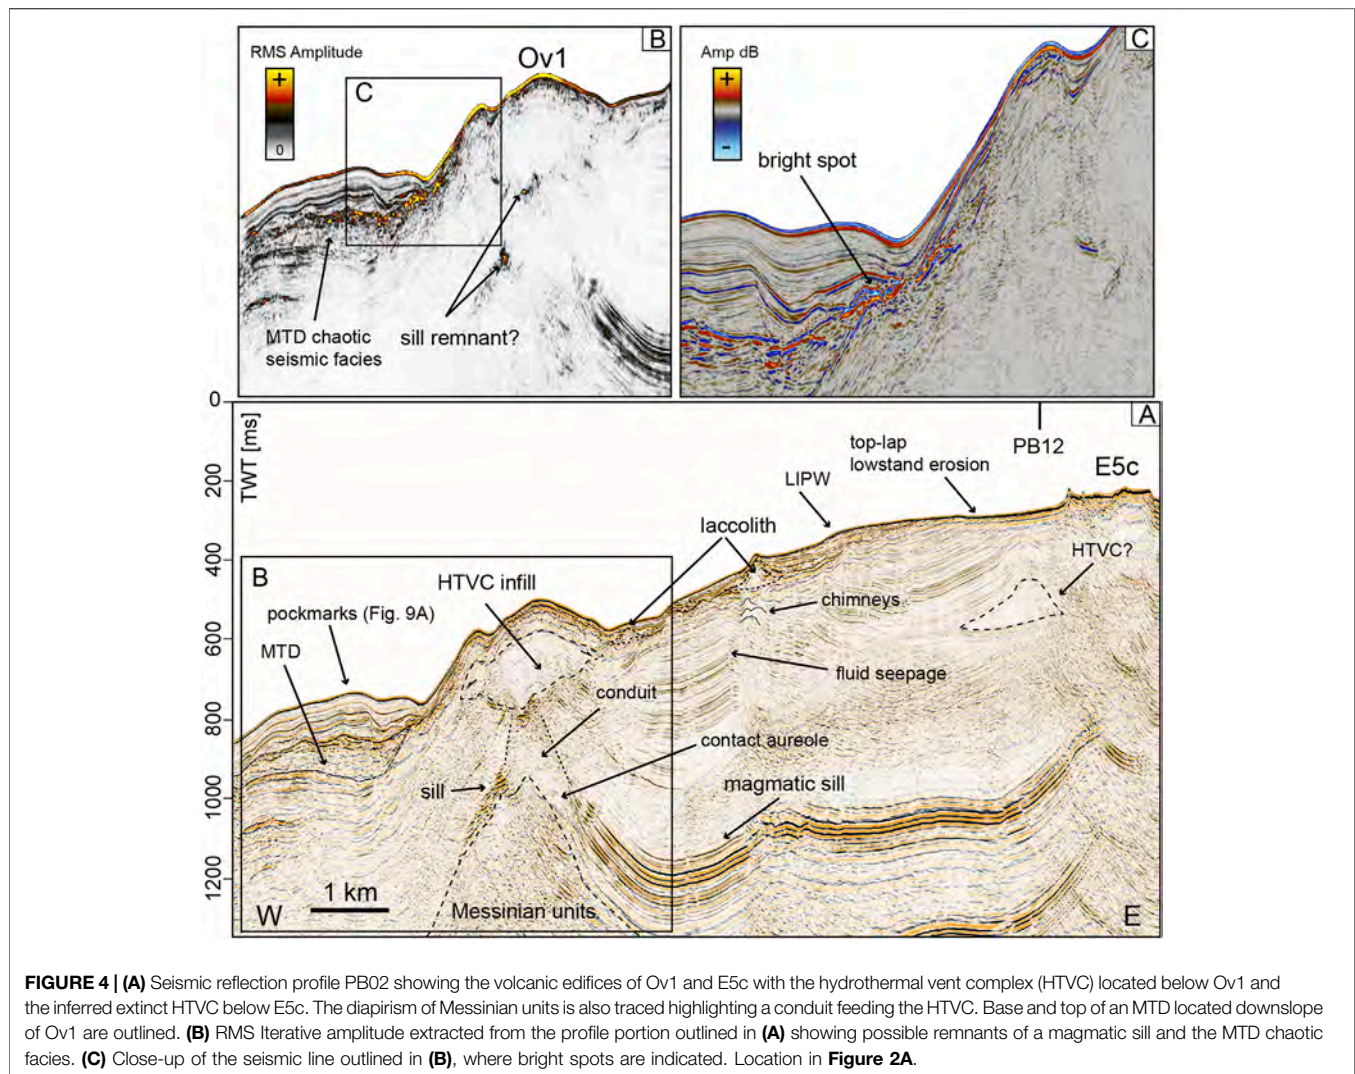 RMS Amplitude
+
0
Ov1
B
C
MTD chaotic
seismic facies
sill remnant?
Amp dB
+
-
C
bright spot
0
TWT [ms]
200
400
600
800
1000
1200
A
PB12
E5c
top-lap
lowstand erosion
LIPW
laccolith
HTVC?
B
HTVC infill
chimneys
pockmarks (Fig. 9A)
MTD
fluid seepage
conduit
contact aureole
sill
magmatic sill
1 km
Messinian units
W
E
FIGURE 4 | (A) Seismic reflection profile PB02 showing the volcanic edifices of Ov1 and E5c with the hydrothermal vent complex (HTVC) located below Ov1 and
the inferred extinct HTVC below E5c. The diapirism of Messinian units is also traced highlighting a conduit feeding the HTVC. Base and top of an MTD located downslope
of Ov1 are outlined. (B) RMS Iterative amplitude extracted from the profile portion outlined in (A) showing possible remnants of a magmatic sill and the MTD chaotic
facies. (C) Close-up of the seismic line outlined in (B), where bright spots are indicated. Location in Figure 2A.